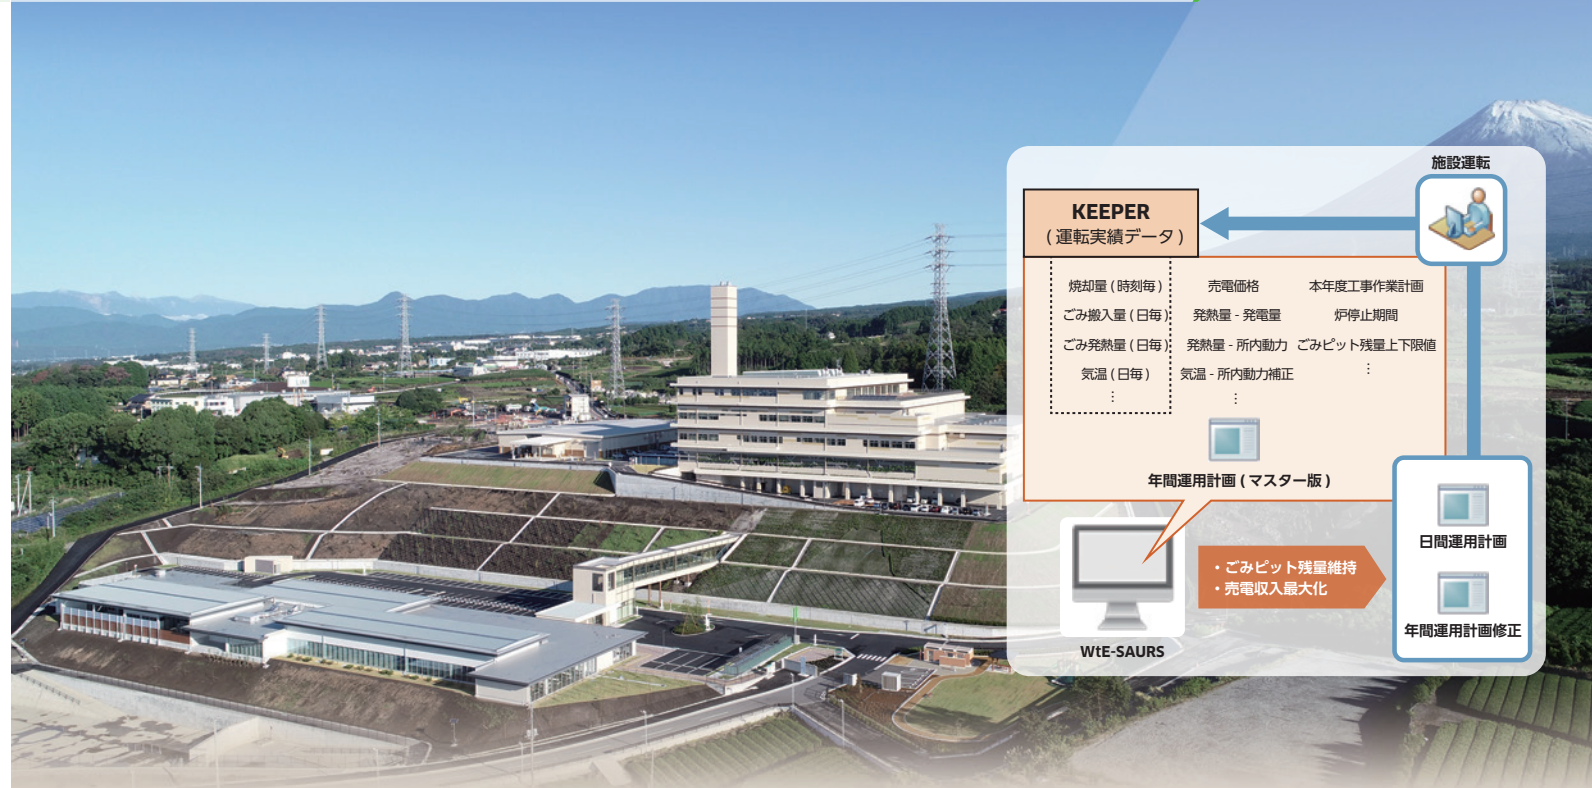 施設運転
KEEPER
( 運転実績データ )
焼却量 ( 時刻毎 )
ごみ搬入量 ( 日毎 )
ごみ発熱量 ( 日毎 )
気温 ( 日毎 )
⋮
売電価格
発熱量 - 発電量
発熱量 - 所内動力
気温 - 所内動力補正
⋮
本年度工事作業計画
炉停止期間
ごみピット残量上下限値
⋮
年間運用計画 ( マスター版 )
WtE-SAURS
・ごみピット残量維持
・売電収入最大化
日間運用計画
年間運用計画修正